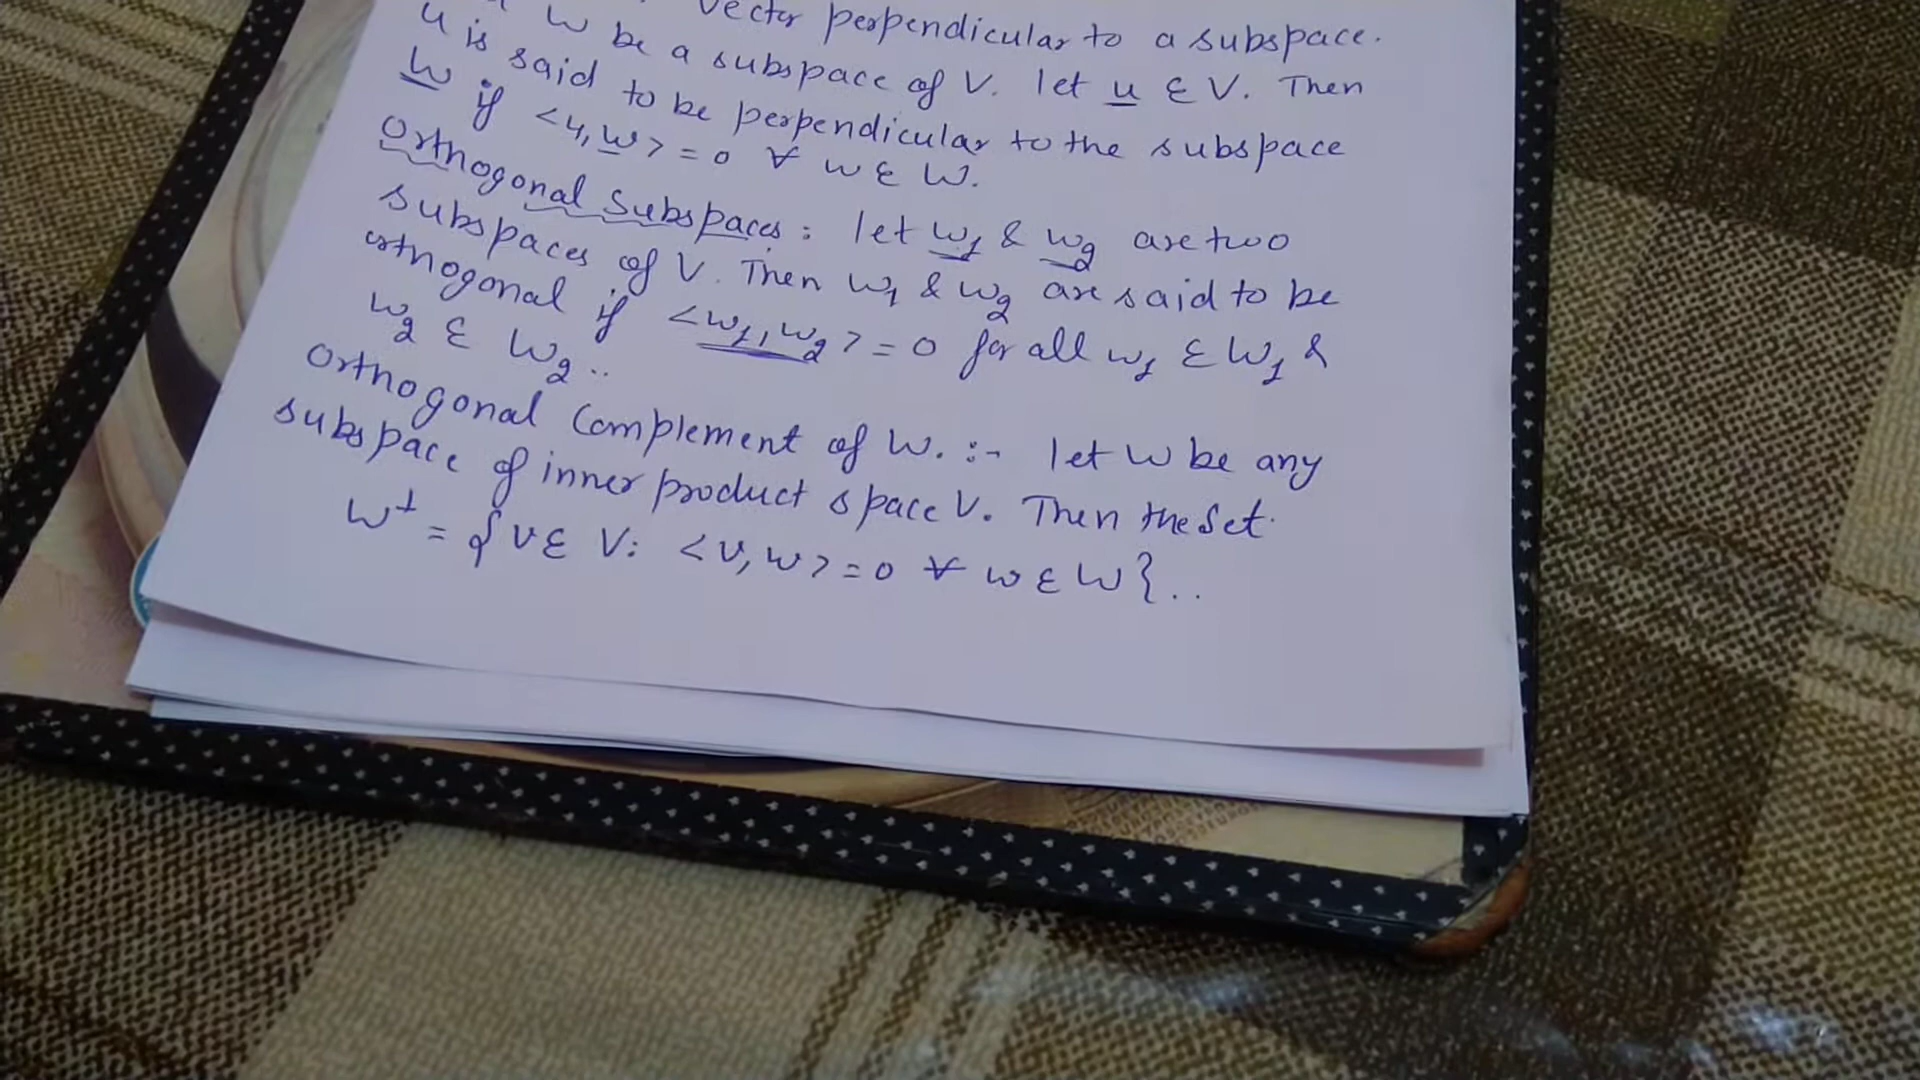 Vector perpendicular to a subspace.
W be a subspace of V. let u ∈ V. Then
u is said to be perpendicular to the subspace
W if <u, w> = 0 ∀ w ∈ W.
Orthogonal Subspaces : let W1 & W2 are two
subspaces of V. Then W1 & W2 are said to be
orthogonal if <w1, w2> = 0 for all w1 ∈ W1 &
w2 ∈ W2..
Orthogonal Complement of W. :- let W be any
subspace of inner product space V. Then the Set.
W⊥ = {v ∈ V: <v, w> = 0 ∀ w ∈ W}..